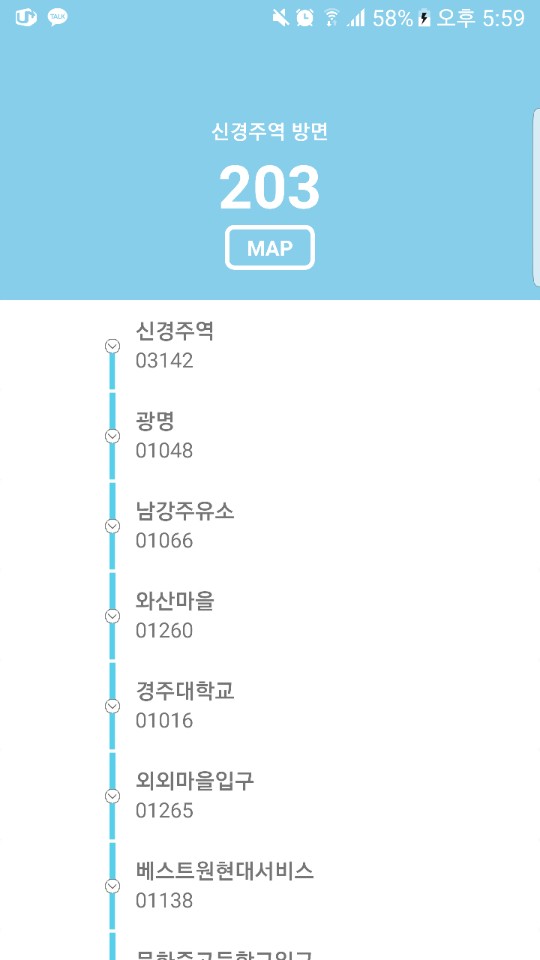 TALK
58%
오후 5:59
신경주역 방면
203
MAP
신경주역
03142
광명
01048
남강주유소
01066
와산마을
01260
경주대학교
01016
외외마을입구
01265
베스트원현대서비스
01138